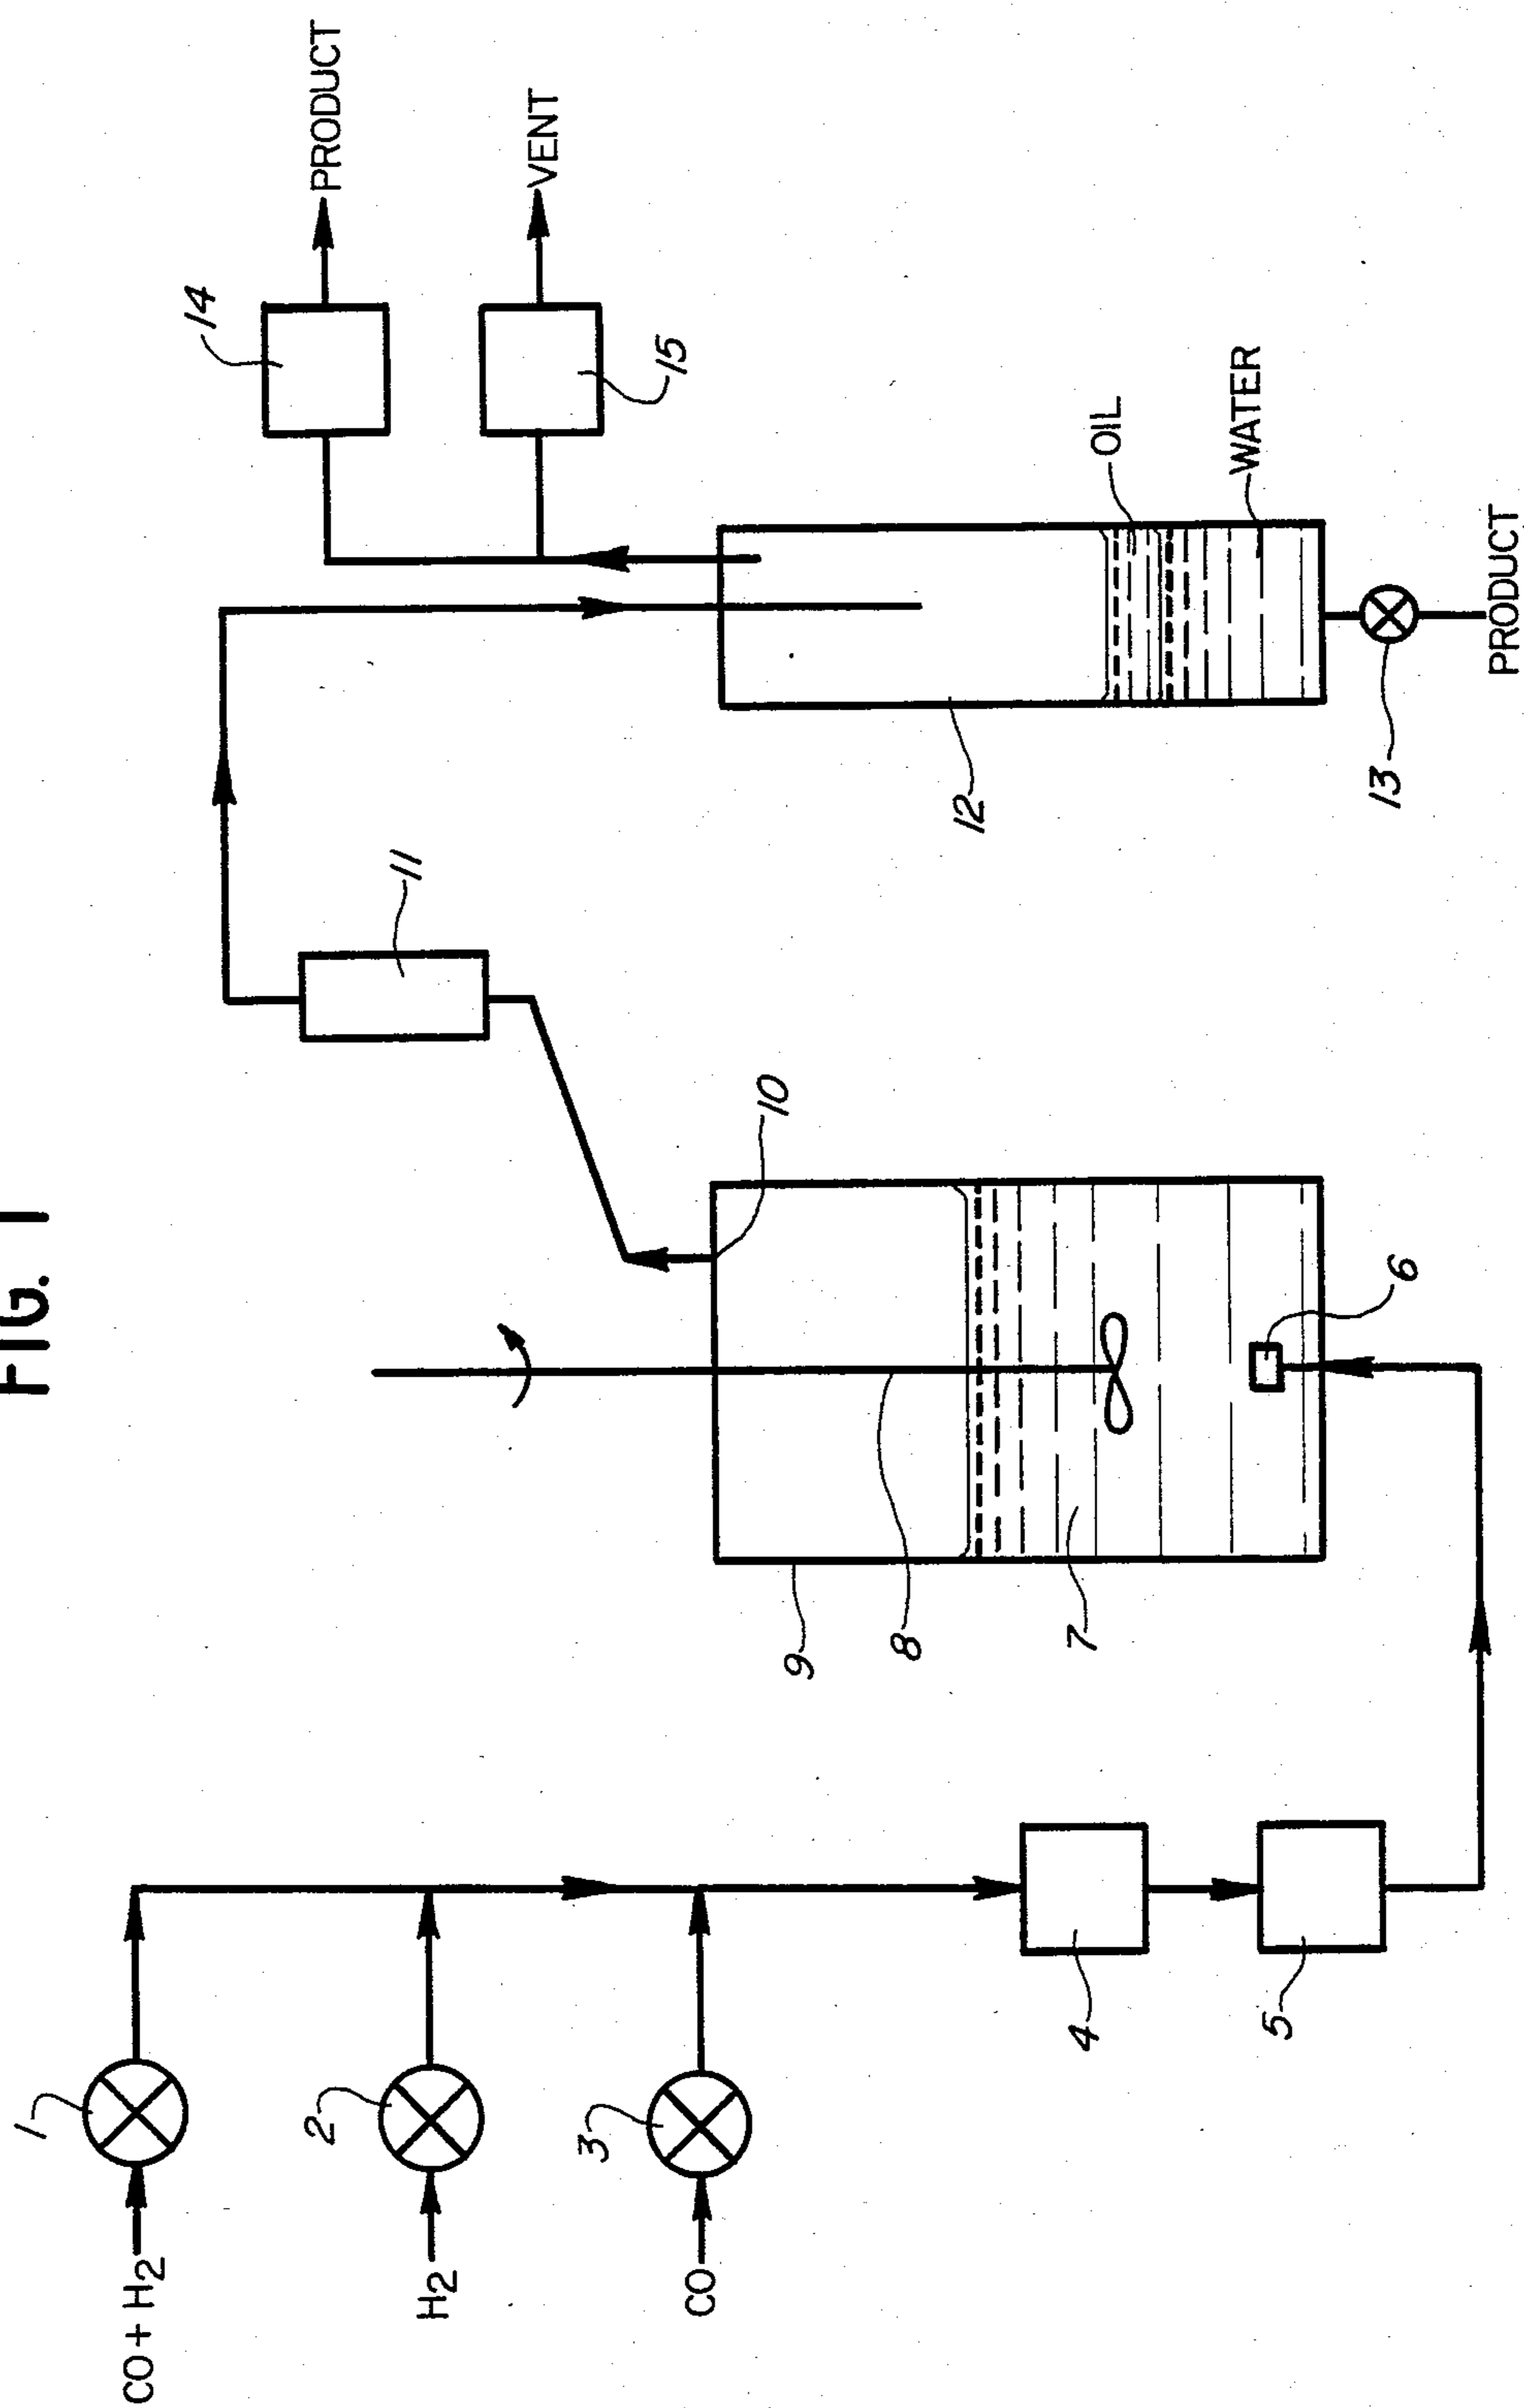 FIG. 1
CO + H2
1
H2
2
CO
3
4
5
6
7
8
9
10
11
12
OIL
WATER
13
PRODUCT
14
PRODUCT
15
VENT